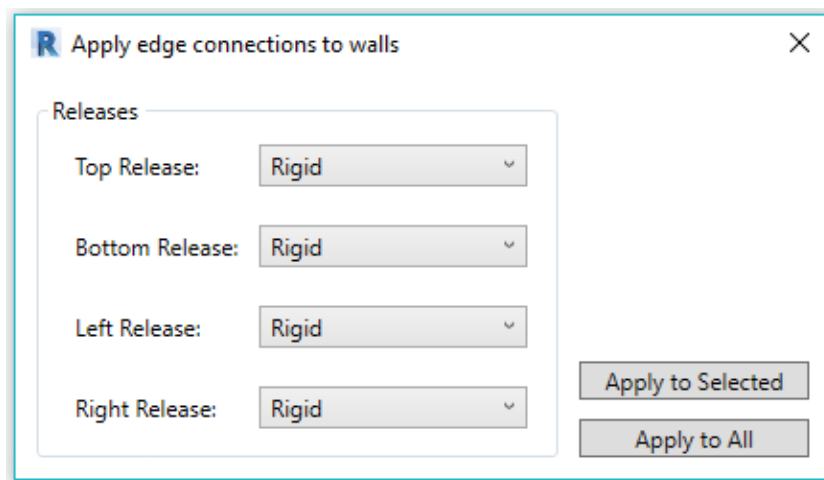 R Apply edge connections to walls
Releases
Top Release: Rigid
Bottom Release: Rigid
Left Release: Rigid
Right Release: Rigid
Apply to Selected
Apply to All